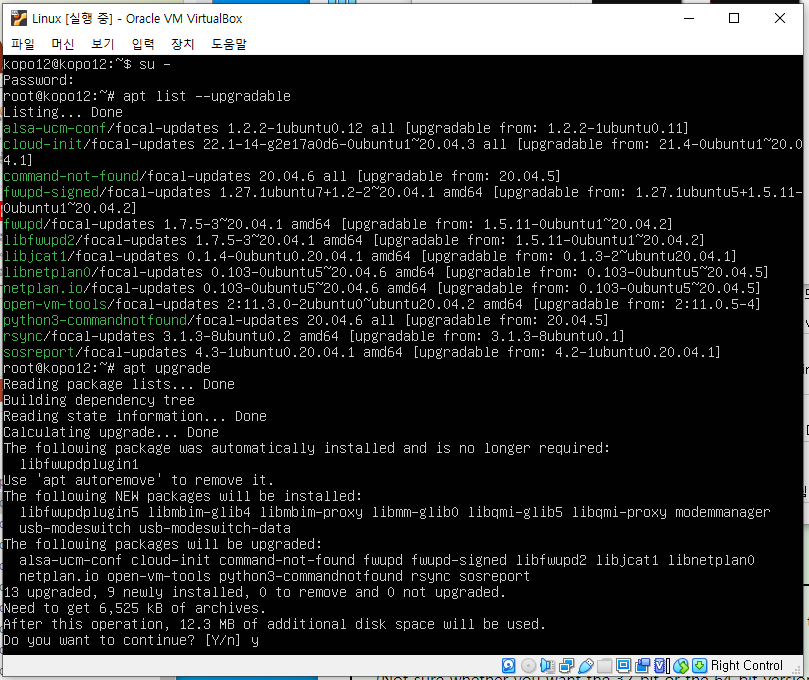 Linux [실행 중] - Oracle VM VirtualBox
파일 머신 보기 입력 장치 도움말
kopo12@kopo12:~$ su -
Password:
root@kopo12:~# apt list --upgradable
Listing... Done
alsa-ucm-conf/focal-updates 1.2.2-1ubuntu0.12 all [upgradable from: 1.2.2-1ubuntu0.11]
cloud-init/focal-updates 22.1-14-g2e17a0d6-0ubuntu1~20.04.3 all [upgradable from: 21.4-0ubuntu1~20.0
4.1]
command-not-found/focal-updates 20.04.6 all [upgradable from: 20.04.5]
fwupd-signed/focal-updates 1.27.1ubuntu7+1.2-2~20.04.1 amd64 [upgradable from: 1.27.1ubuntu5+1.5.11-
0ubuntu1~20.04.2]
fwupd/focal-updates 1.7.5-3~20.04.1 amd64 [upgradable from: 1.5.11-0ubuntu1~20.04.2]
libfwupd2/focal-updates 1.7.5-3~20.04.1 amd64 [upgradable from: 1.5.11-0ubuntu1~20.04.2]
libjcat1/focal-updates 0.1.4-0ubuntu0.20.04.1 amd64 [upgradable from: 0.1.3-2~ubuntu20.04.1]
libnetplan0/focal-updates 0.103-0ubuntu5~20.04.6 amd64 [upgradable from: 0.103-0ubuntu5~20.04.5]
netplan.io/focal-updates 0.103-0ubuntu5~20.04.6 amd64 [upgradable from: 0.103-0ubuntu5~20.04.5]
open-vm-tools/focal-updates 2:11.3.0-2ubuntu0~ubuntu20.04.2 amd64 [upgradable from: 2:11.0.5-4]
python3-commandnotfound/focal-updates 20.04.6 all [upgradable from: 20.04.5]
rsync/focal-updates 3.1.3-8ubuntu0.2 amd64 [upgradable from: 3.1.3-8ubuntu0.1]
sosreport/focal-updates 4.3-1ubuntu0.20.04.1 amd64 [upgradable from: 4.2-1ubuntu0.20.04.1]
root@kopo12:~# apt upgrade
Reading package lists... Done
Building dependency tree
Reading state information... Done
Calculating upgrade... Done
The following package was automatically installed and is no longer required:
  libfwupdplugin1
Use 'apt autoremove' to remove it.
The following NEW packages will be installed:
  libfwupdplugin5 libmbim-glib4 libmbim-proxy libmm-glib0 libqmi-glib5 libqmi-proxy modemmanager
  usb-modeswitch usb-modeswitch-data
The following packages will be upgraded:
  alsa-ucm-conf cloud-init command-not-found fwupd fwupd-signed libfwupd2 libjcat1 libnetplan0
  netplan.io open-vm-tools python3-commandnotfound rsync sosreport
13 upgraded, 9 newly installed, 0 to remove and 0 not upgraded.
Need to get 6,525 kB of archives.
After this operation, 12.3 MB of additional disk space will be used.
Do you want to continue? [Y/n] y
Right Control